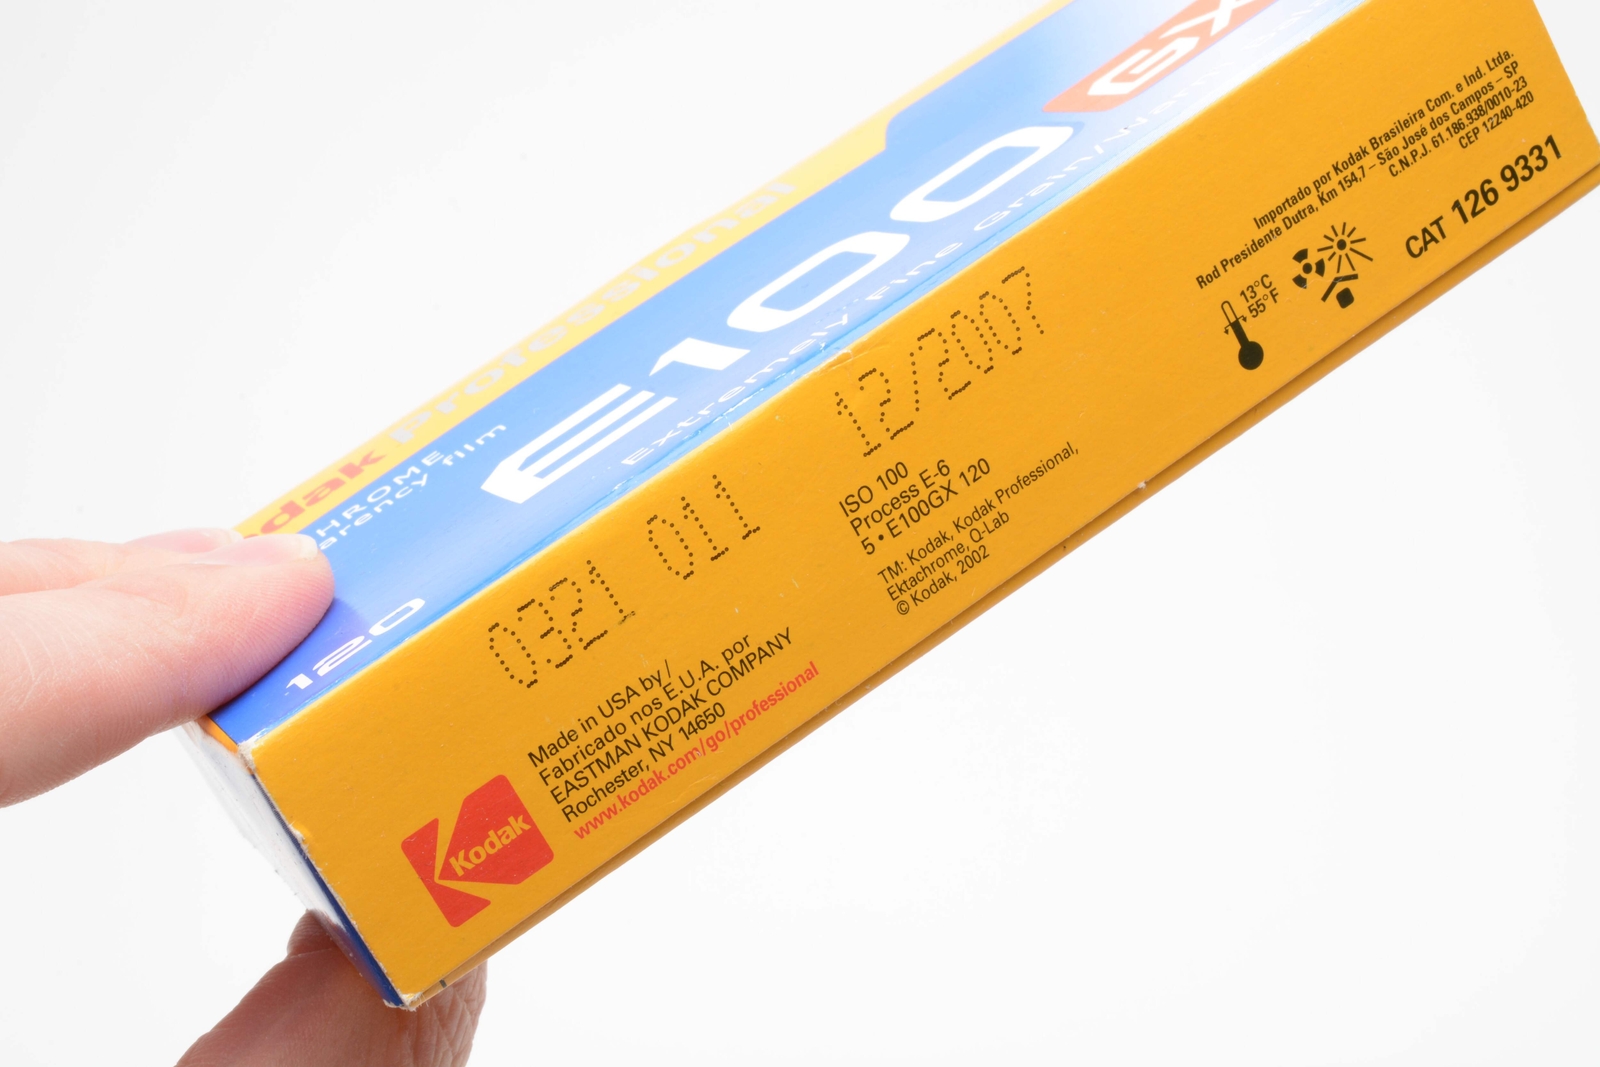 dak Professional
HROME film
arency
E100 GX
Extremely Fine Grain/Warm
120
0321 011
12/2007
Made in USA by/
Fabricado nos E.U.A. por
EASTMAN KODAK COMPANY
Rochester, NY 14650
www.kodak.com/go/professional
Kodak
ISO 100
Process E-6
5 • E100GX 120
TM: Kodak, Kodak Professional,
Ektachrome, Q-Lab
© Kodak, 2002
Importado por Kodak Brasileira Com. e Ind. Ltda.
Rod Presidente Dutra, Km 154,7 – São José dos Campos – SP
C.N.P.J. 61.186.938/0010-23
CEP 12240-420
13°C
55°F
CAT 126 9331